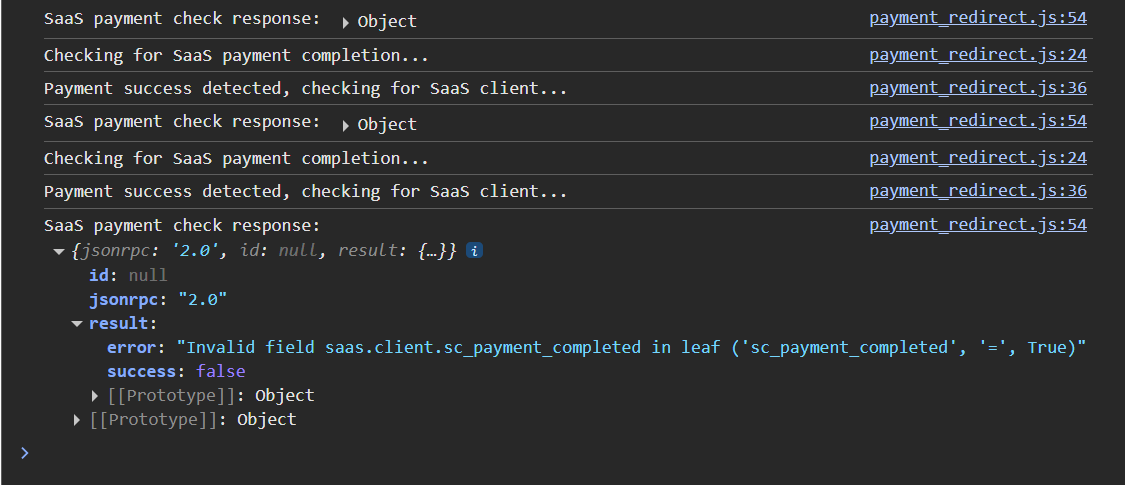 SaaS payment check response: ▸ Object payment_redirect.js:54
Checking for SaaS payment completion... payment_redirect.js:24
Payment success detected, checking for SaaS client... payment_redirect.js:36
SaaS payment check response: ▸ Object payment_redirect.js:54
Checking for SaaS payment completion... payment_redirect.js:24
Payment success detected, checking for SaaS client... payment_redirect.js:36
SaaS payment check response: payment_redirect.js:54
▾ {jsonrpc: '2.0', id: null, result: {…}} i
id: null
jsonrpc: "2.0"
▾ result:
error: "Invalid field saas.client.sc_payment_completed in leaf ('sc_payment_completed', '=', True)"
success: false
▸ [[Prototype]]: Object
▸ [[Prototype]]: Object
>